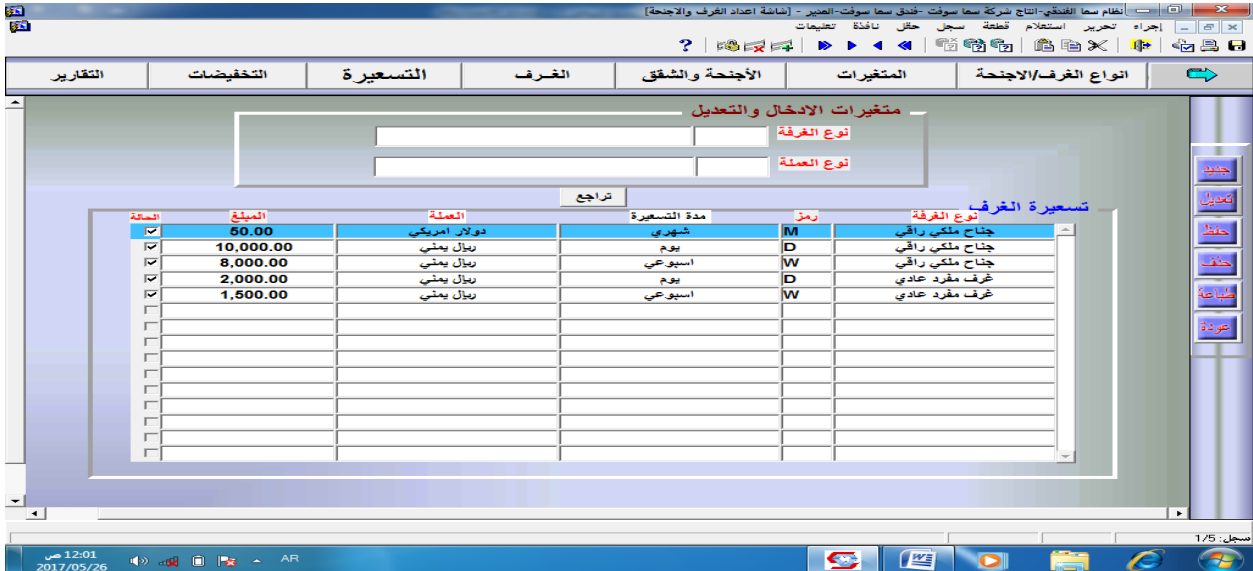 نظام سما الفندقي-انتاج شركة سما سوفت -فندق سما سوفت-المدير - [شاشة اعداد الغرف والاجنحة]
إجراء تحرير استعلام قطعة سجل حقل نافذة تعليمات
انواع الغرف/الاجنحة المتغيرات الأجنحة والشقق الغرف التسعيرة التخفيضات التقارير
متغيرات الادخال والتعديل
نوع الغرفة
نوع العملة
تراجع
تسعيرة الغرف
نوع الغرفة رمز مدة التسعيرة العملة المبلغ الحالة
جناح ملكي راقي M شهري دولار امريكي 50.00
جناح ملكي راقي D يوم ريال يمني 10,000.00
جناح ملكي راقي W اسبوعي ريال يمني 8,000.00
غرف مفرد عادي D يوم ريال يمني 2,000.00
غرف مفرد عادي W اسبوعي ريال يمني 1,500.00
جديد
تعديل
حفظ
حذف
طباعة
عودة
سجل: 1/5
AR
12:01 ص
2017/05/26